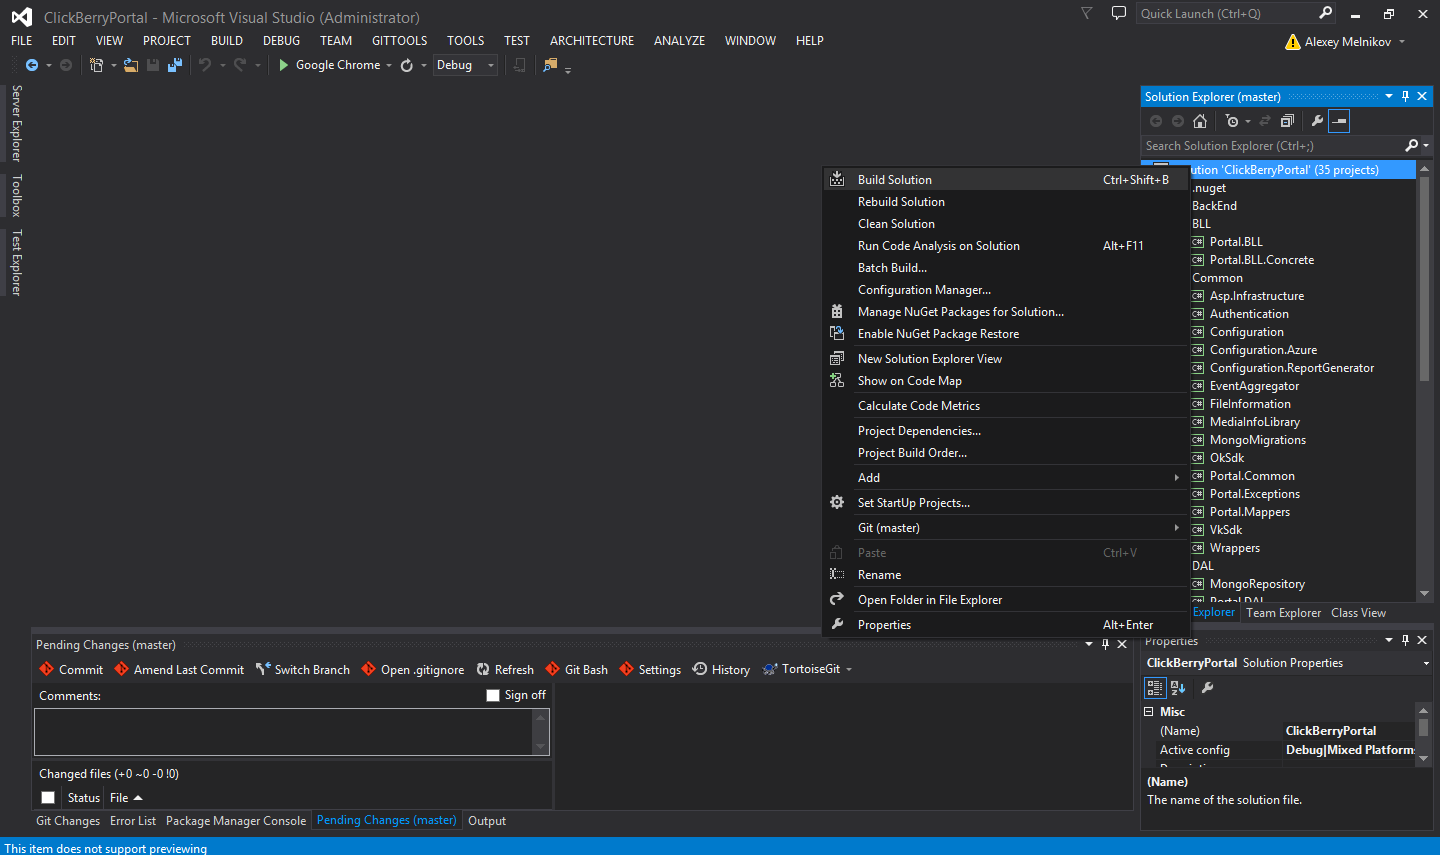 ClickBerryPortal - Microsoft Visual Studio (Administrator)
Quick Launch (Ctrl+Q)
FILE EDIT VIEW PROJECT BUILD DEBUG TEAM GITTOOLS TOOLS TEST ARCHITECTURE ANALYZE WINDOW HELP
Alexey Melnikov
Google Chrome
Debug
Server Explorer
Toolbox
Test Explorer
Solution Explorer (master)
Search Solution Explorer (Ctrl+;)
ution 'ClickBerryPortal' (35 projects)
.nuget
BackEnd
BLL
C# Portal.BLL
C# Portal.BLL.Concrete
Common
C# Asp.Infrastructure
C# Authentication
C# Configuration
C# Configuration.Azure
C# Configuration.ReportGenerator
C# EventAggregator
C# FileInformation
C# MediaInfoLibrary
C# MongoMigrations
C# OkSdk
C# Portal.Common
C# Portal.Exceptions
C# Portal.Mappers
C# VkSdk
C# Wrappers
DAL
C# MongoRepository
C# Portal.DAL
Explorer Team Explorer Class View
Build Solution Ctrl+Shift+B
Rebuild Solution
Clean Solution
Run Code Analysis on Solution Alt+F11
Batch Build...
Configuration Manager...
Manage NuGet Packages for Solution...
Enable NuGet Package Restore
New Solution Explorer View
Show on Code Map
Calculate Code Metrics
Project Dependencies...
Project Build Order...
Add
Set StartUp Projects...
Git (master)
Paste Ctrl+V
Rename
Open Folder in File Explorer
Properties Alt+Enter
Pending Changes (master)
Commit Amend Last Commit Switch Branch Open .gitignore Refresh Git Bash Settings History TortoiseGit
Comments:
Sign off
Changed files (+0 ~0 -0 !0)
Status File
Git Changes Error List Package Manager Console Pending Changes (master) Output
Properties
ClickBerryPortal Solution Properties
Misc
(Name) ClickBerryPortal
Active config Debug|Mixed Platform
(Name)
The name of the solution file.
This item does not support previewing